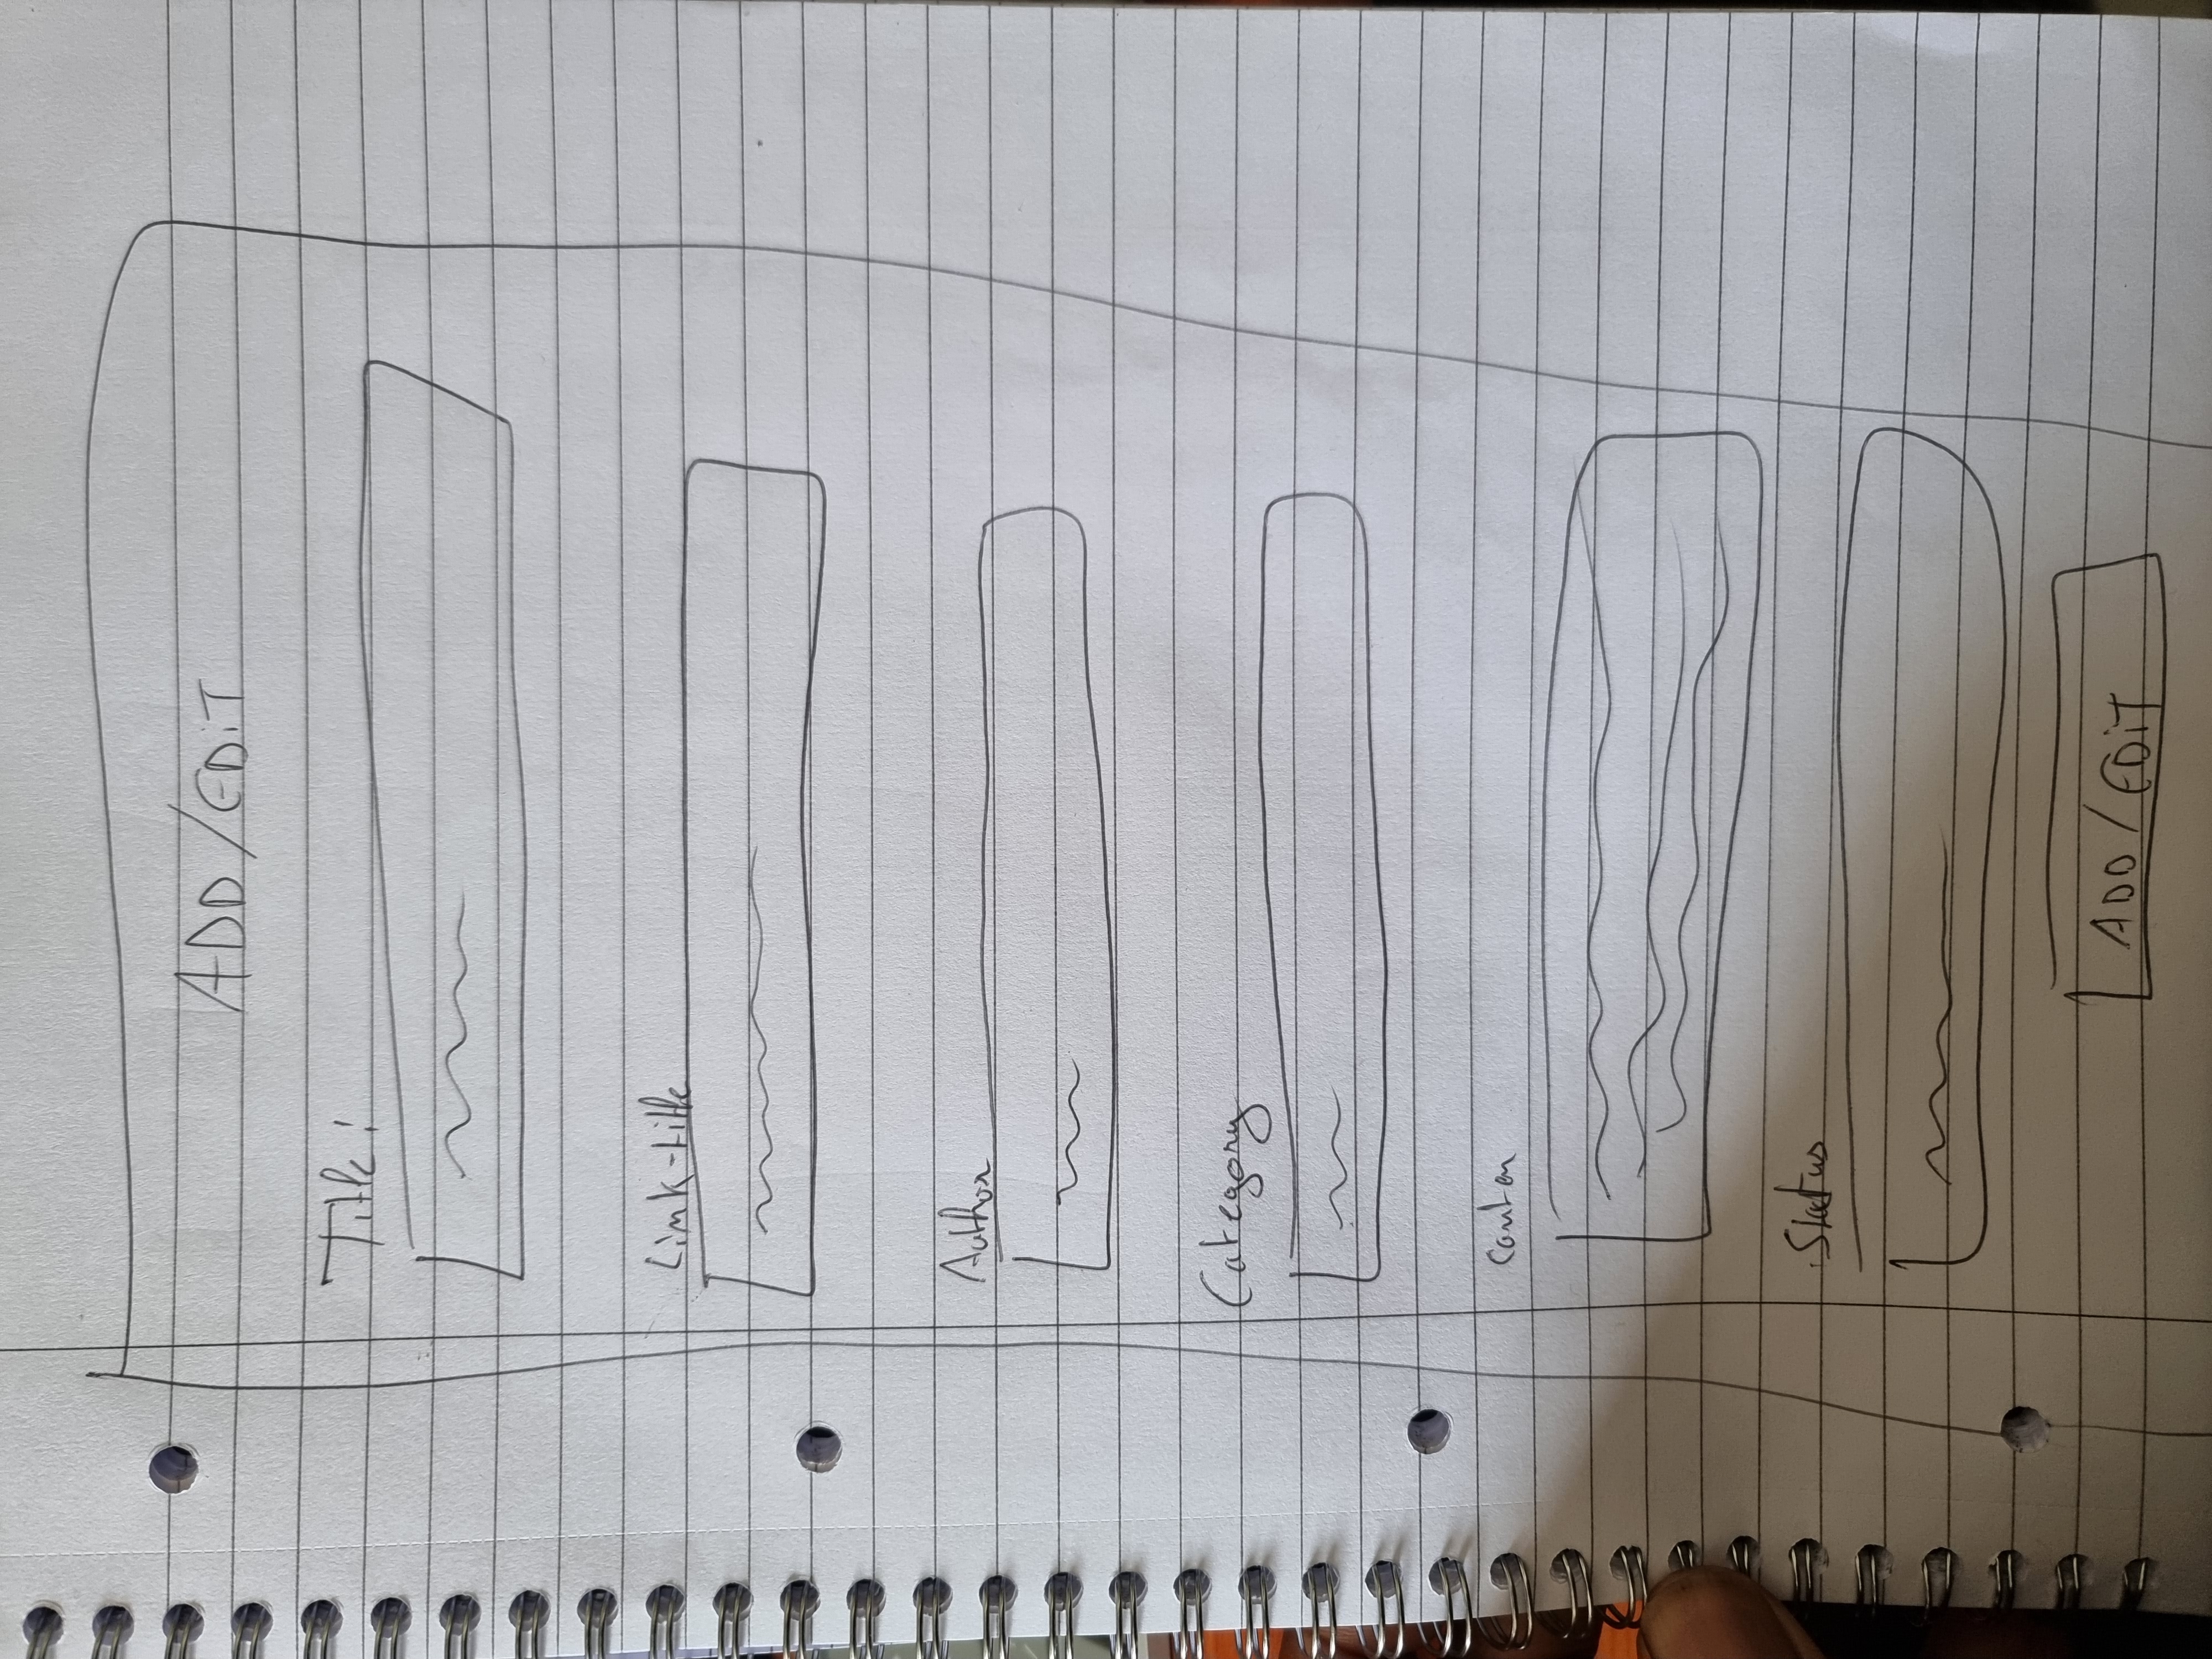 ADD/EDiT
Title:
Link-title
Author
Category
Conten
Status
ADD/EDiT